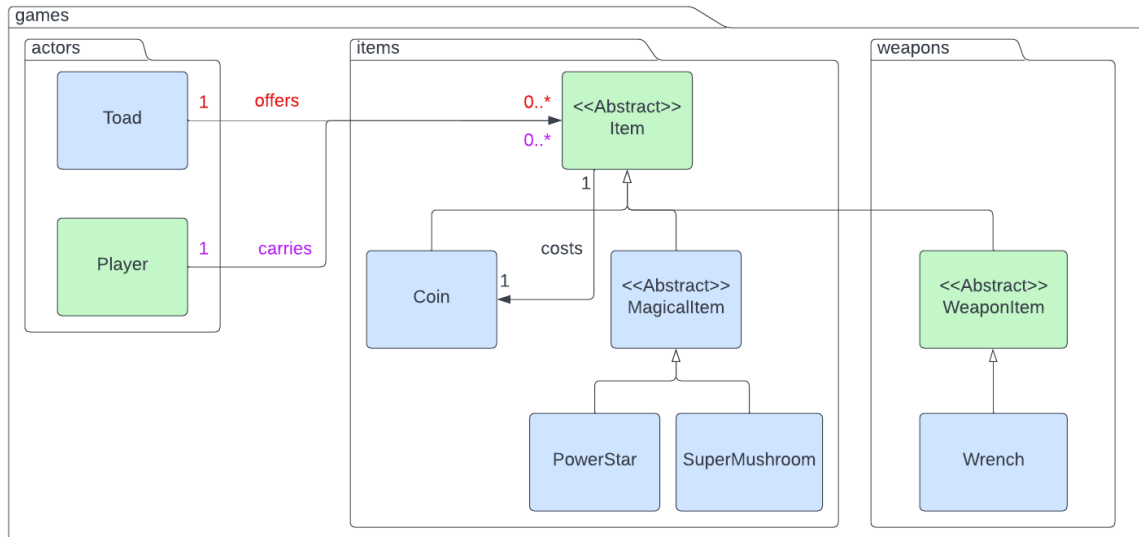 games
actors
items
weapons
Toad
1
offers
0..*
0..*
<<Abstract>>
Item
1
Player
1
carries
costs
1
Coin
<<Abstract>>
MagicalItem
<<Abstract>>
WeaponItem
PowerStar
SuperMushroom
Wrench